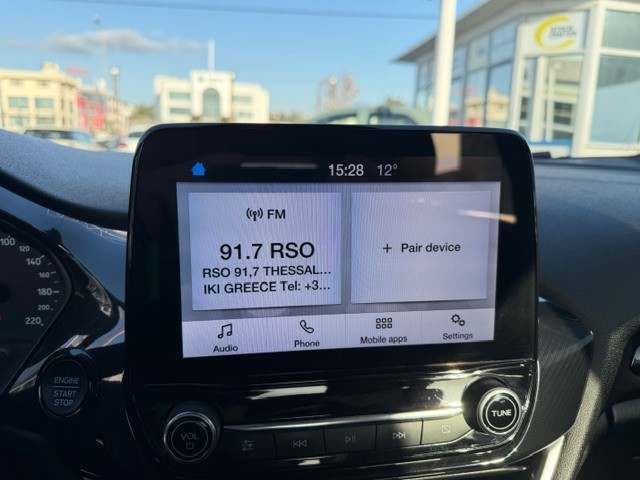 15:28 12°
FM
91.7 RSO
RSO 91,7 THESSAL...
IKI GREECE Tel: +3...
+ Pair device
Audio
Phone
Mobile apps
Settings
100
120
140
160
180
200
220
ENGINE
START
STOP
VOL
TUNE